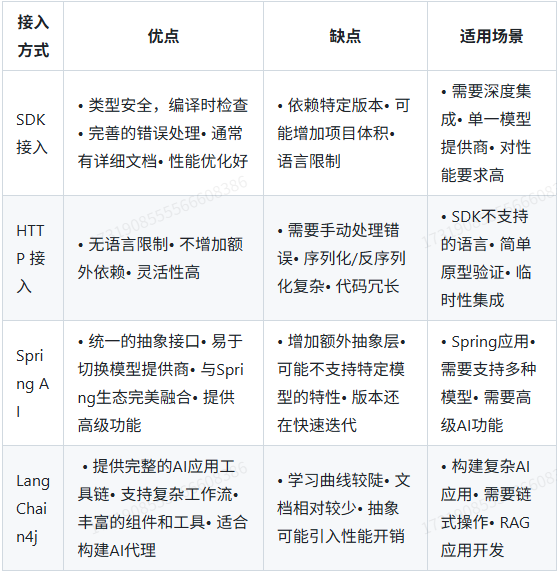 接入
方式
优点
缺点
适用场景
SDK
接入
• 类型安全，编译时检查
• 完善的错误处理• 通常
有详细文档• 性能优化好
• 依赖特定版本• 可
能增加项目体积•
语言限制
• 需要深度集
成• 单一模型
提供商• 对性
能要求高
HTT
P 接
入
• 无语言限制• 不增加额
外依赖• 灵活性高
• 需要手动处理错
误• 序列化/反序列
化复杂• 代码冗长
• SDK不支持
的语言• 简单
原型验证• 临
时性集成
Spri
ng A
I
• 统一的抽象接口• 易于
切换模型提供商• 与Spri
ng生态完美融合• 提供
高级功能
• 增加额外抽象层•
可能不支持特定模
型的特性• 版本还
在快速迭代
• Spring应用•
需要支持多种
模型• 需要高
级AI功能
Lang
Chai
n4j
• 提供完整的AI应用工
具链• 支持复杂工作流•
丰富的组件和工具• 适合
构建AI代理
• 学习曲线较陡• 文
档相对较少• 抽象
可能引入性能开销
• 构建复杂AI
应用• 需要链
式操作• RAG
应用开发